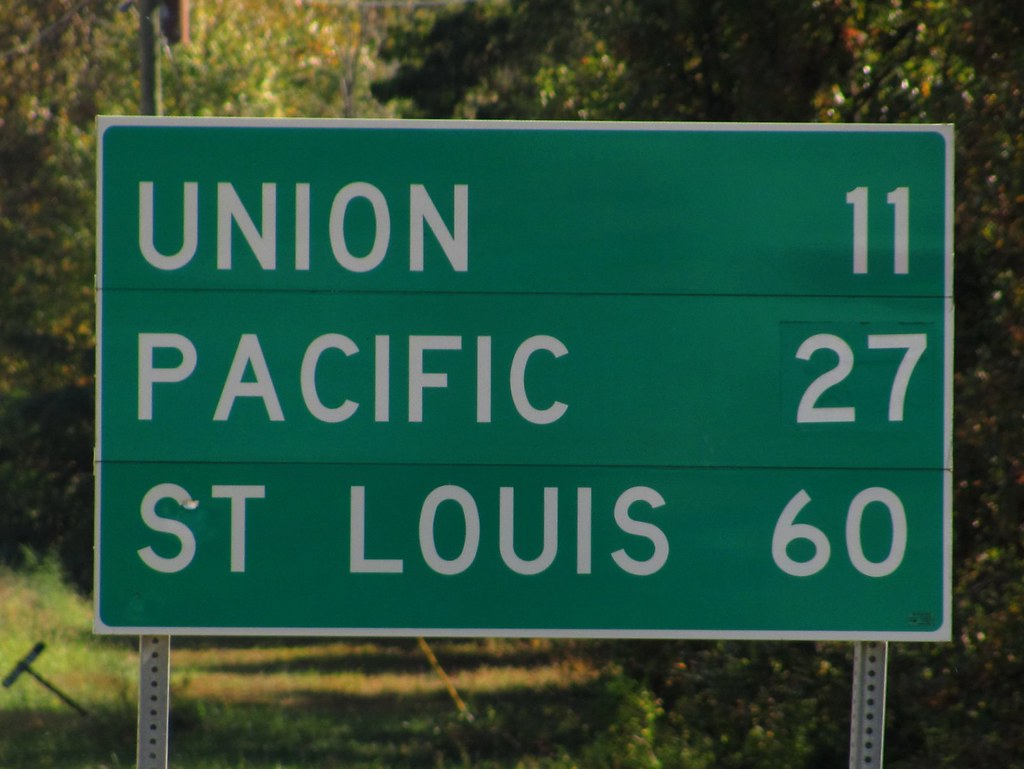 UNION 11
PACIFIC 27
ST LOUIS 60